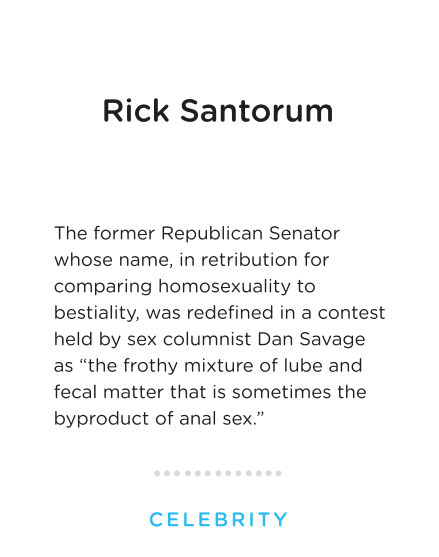 Rick Santorum
The former Republican Senator
whose name, in retribution for
comparing homosexuality to
bestiality, was redefined in a contest
held by sex columnist Dan Savage
as “the frothy mixture of lube and
fecal matter that is sometimes the
byproduct of anal sex.”
CELEBRITY